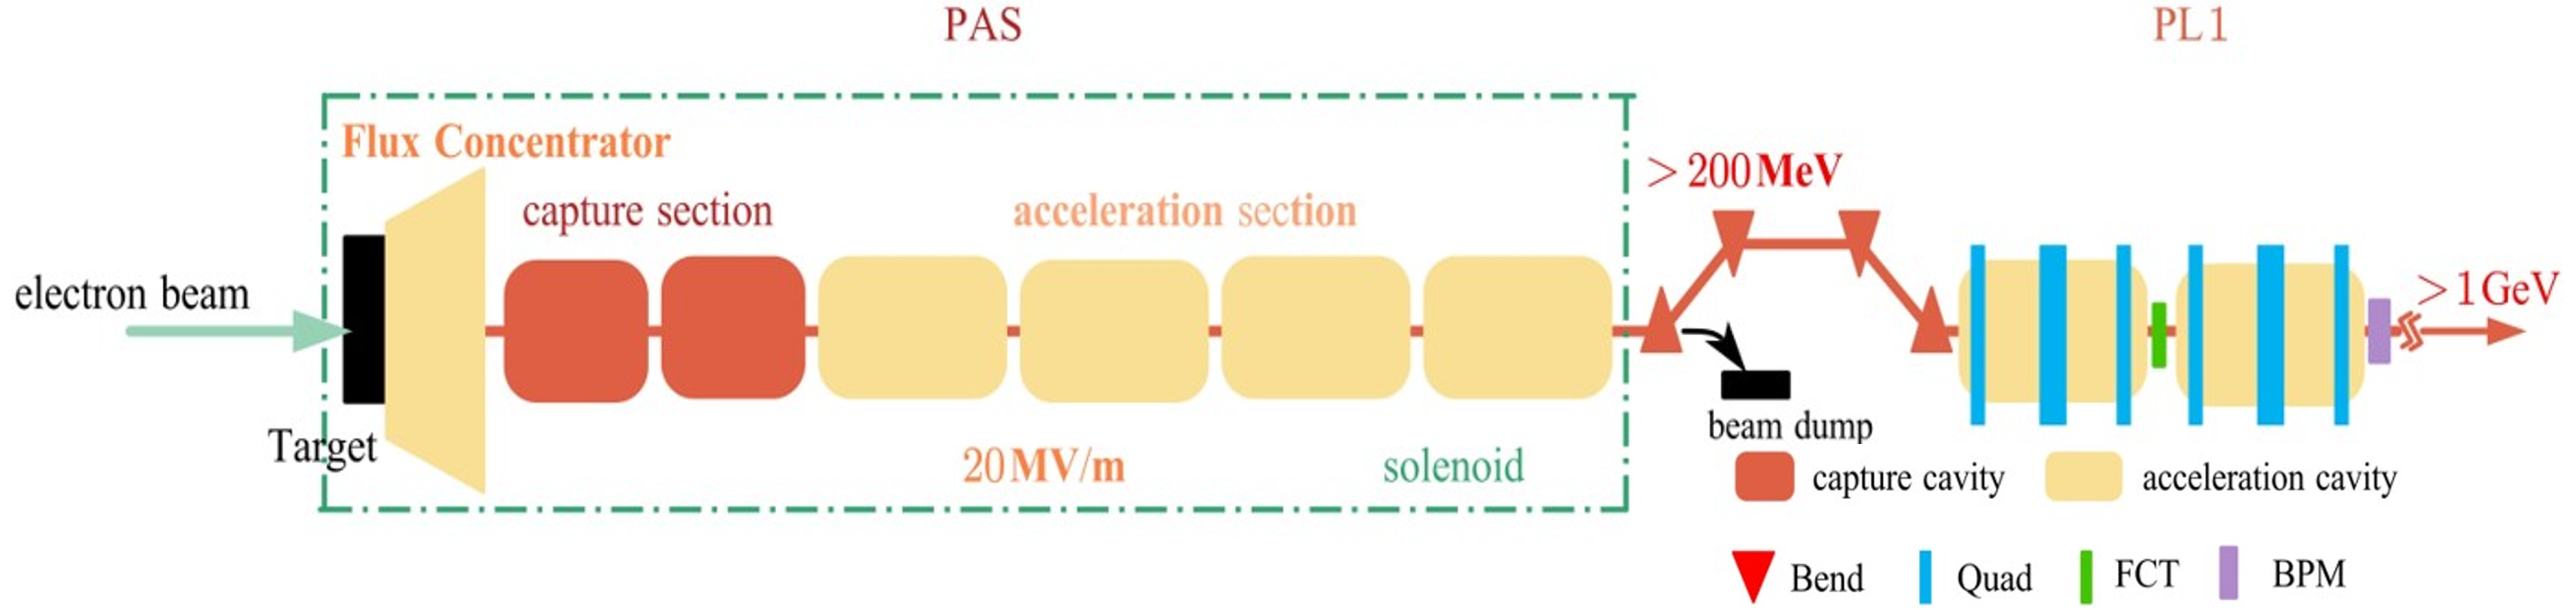 PAS
PL1
Flux Concentrator
capture section
acceleration section
> 200 MeV
electron beam
> 1 GeV
Target
20 MV/m
solenoid
beam dump
capture cavity
acceleration cavity
Bend
Quad
FCT
BPM